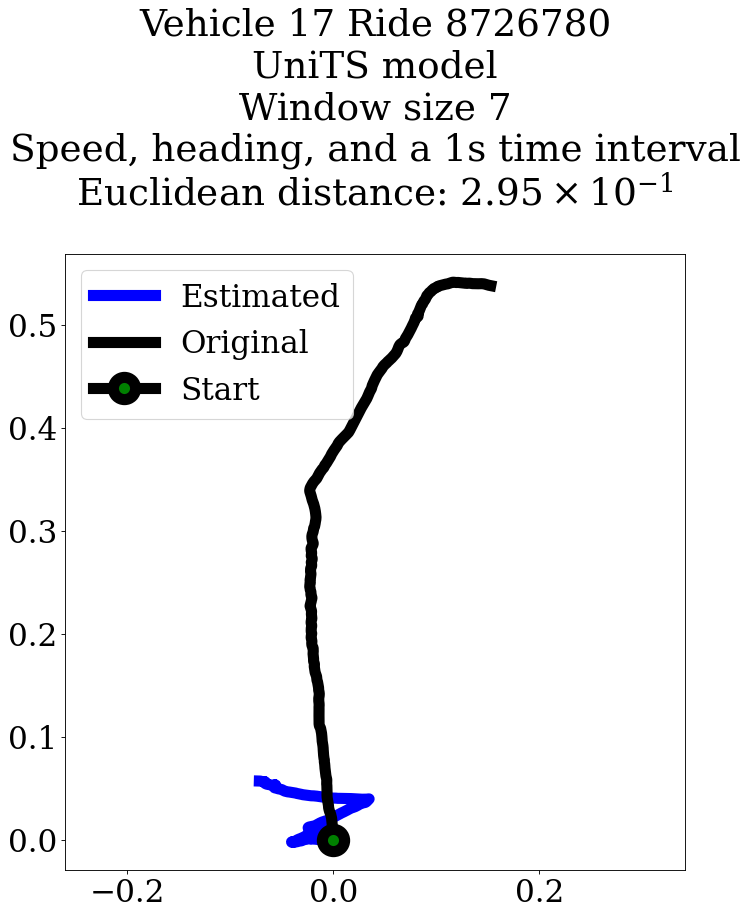 Vehicle 17 Ride 8726780
UniTS model
Window size 7
Speed, heading, and a 1s time interval
Euclidean distance: 2.95 × 10⁻¹
Estimated
Original
Start
0.5
0.4
0.3
0.2
0.1
0.0
−0.2 0.0 0.2